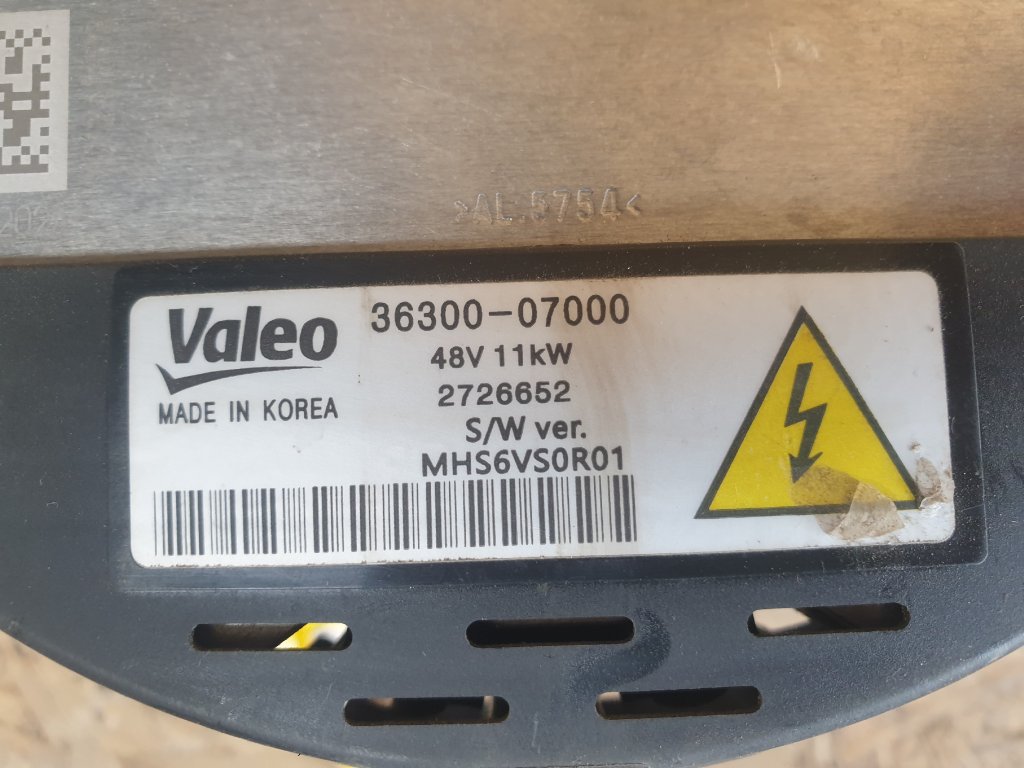 >AL.5754<
Valeo
MADE IN KOREA
36300-07000
48V 11kW
2726652
S/W ver.
MHS6VS0R01